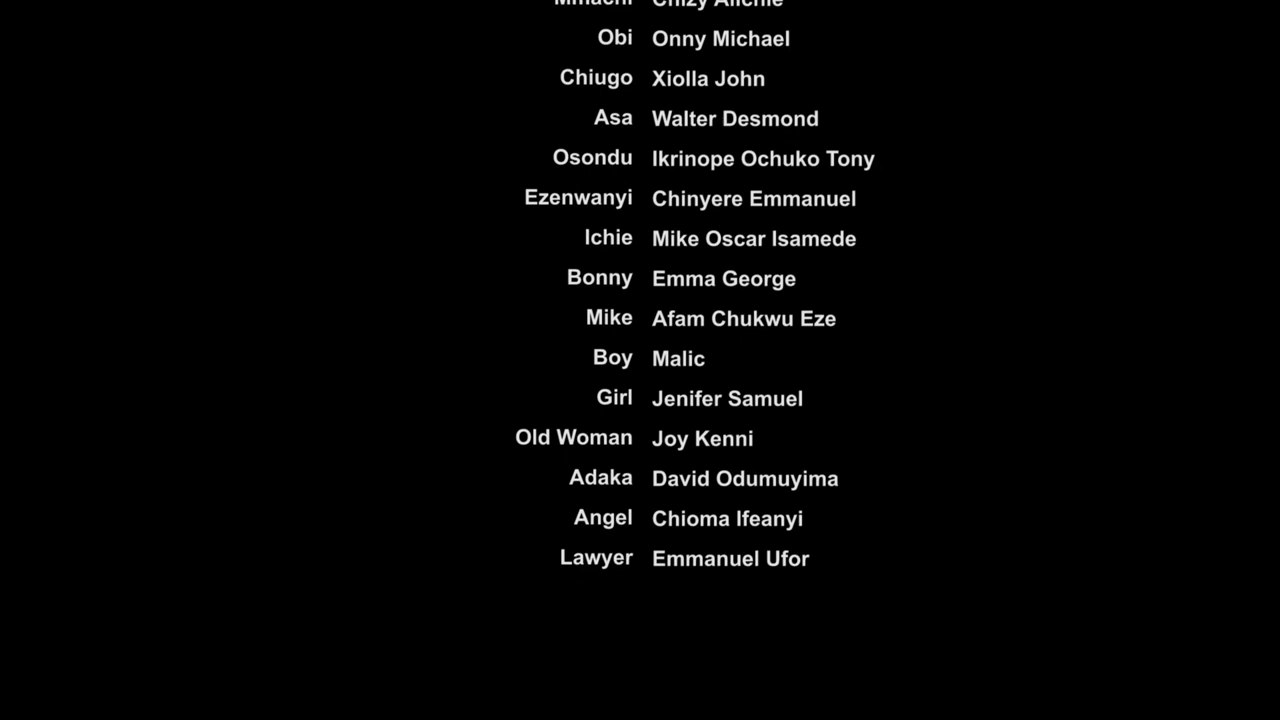 Obi Onny Michael
Chiugo Xiolla John
Asa Walter Desmond
Osondu Ikrinope Ochuko Tony
Ezenwanyi Chinyere Emmanuel
Ichie Mike Oscar Isamede
Bonny Emma George
Mike Afam Chukwu Eze
Boy Malic
Girl Jenifer Samuel
Old Woman Joy Kenni
Adaka David Odumuyima
Angel Chioma Ifeanyi
Lawyer Emmanuel Ufor